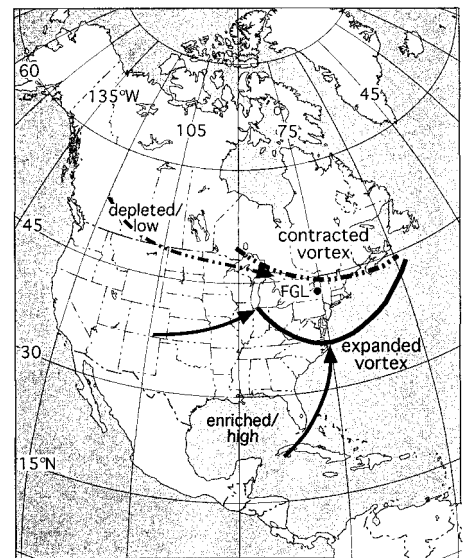 60
135°W
45
105
75
45
depleted/
low
contracted
vortex
FGL
expanded
vortex
30
enriched/
high
15°N